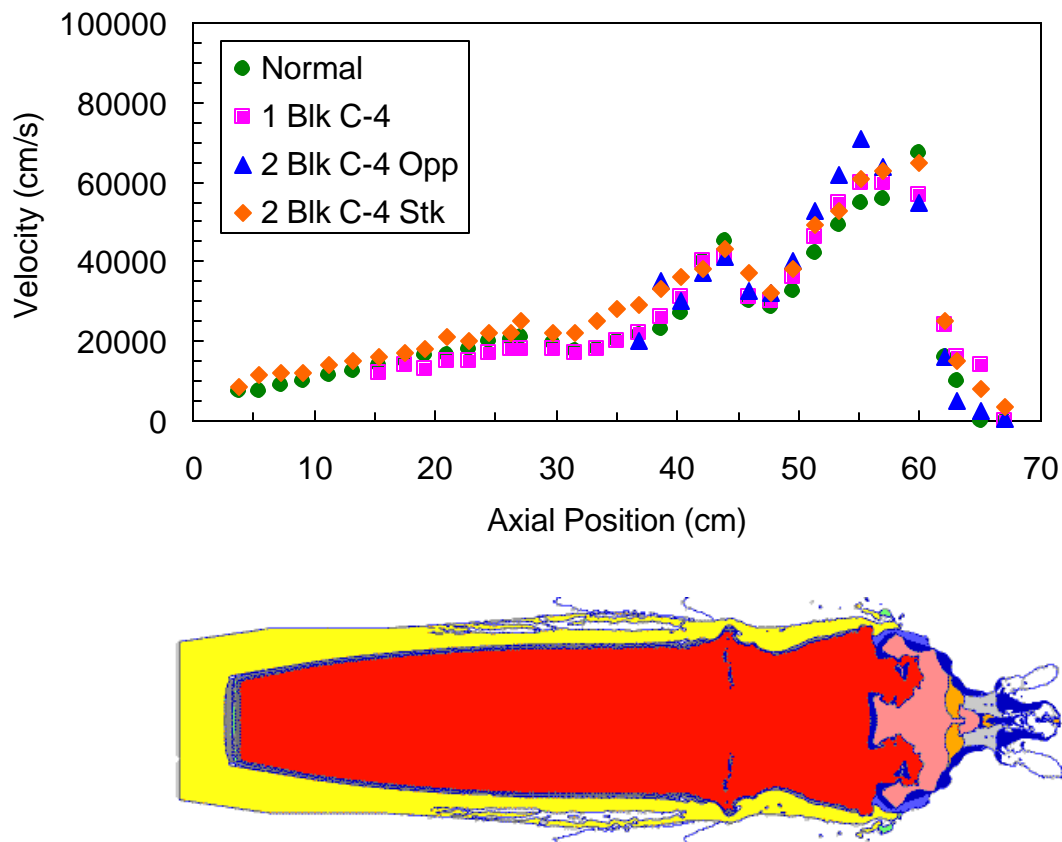 100000
80000
60000
40000
20000
0
Velocity (cm/s)
Normal
1 Blk C-4
2 Blk C-4 Opp
2 Blk C-4 Stk
0 10 20 30 40 50 60 70
Axial Position (cm)